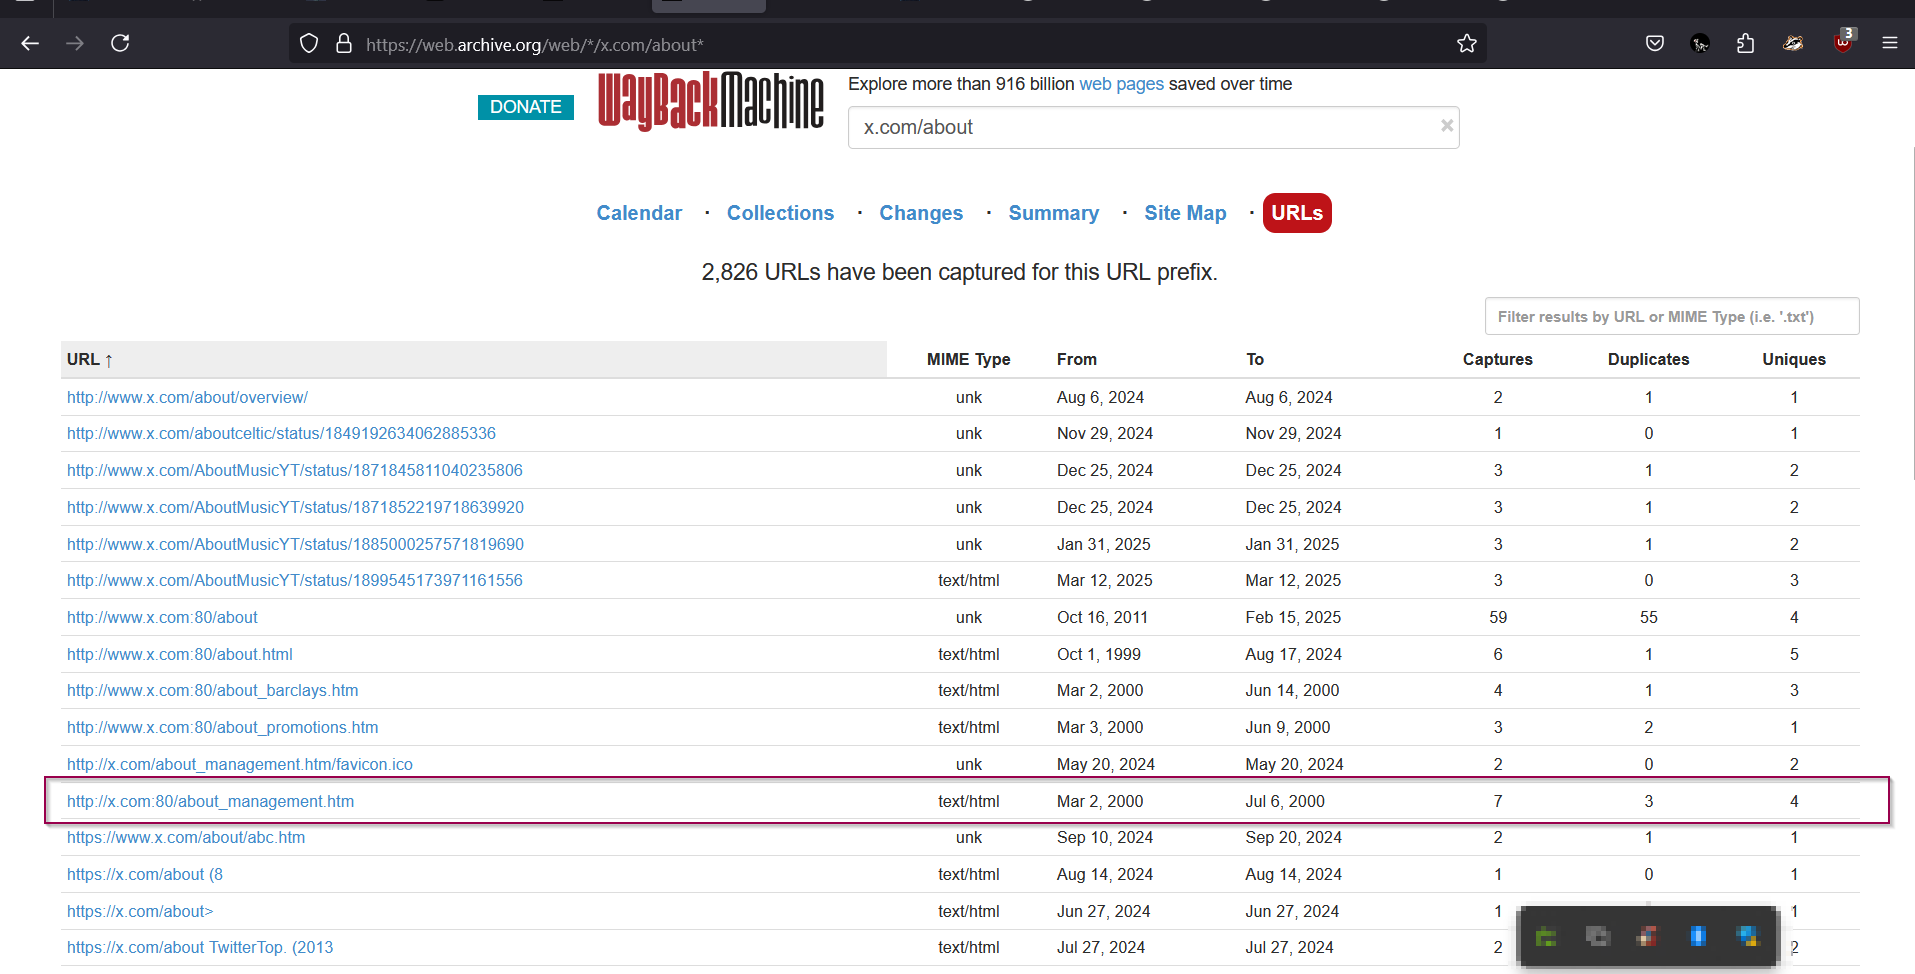 https://web.archive.org/web/*/x.com/about*
3
DONATE
WayBackMachine
Explore more than 916 billion web pages saved over time
x.com/about ×
Calendar · Collections · Changes · Summary · Site Map · URLs
2,826 URLs have been captured for this URL prefix.
Filter results by URL or MIME Type (i.e. '.txt')
URL ↑ MIME Type From To Captures Duplicates Uniques
http://www.x.com/about/overview/ unk Aug 6, 2024 Aug 6, 2024 2 1 1
http://www.x.com/aboutceltic/status/1849192634062885336 unk Nov 29, 2024 Nov 29, 2024 1 0 1
http://www.x.com/AboutMusicYT/status/1871845811040235806 unk Dec 25, 2024 Dec 25, 2024 3 1 2
http://www.x.com/AboutMusicYT/status/1871852219718639920 unk Dec 25, 2024 Dec 25, 2024 3 1 2
http://www.x.com/AboutMusicYT/status/1885000257571819690 unk Jan 31, 2025 Jan 31, 2025 3 1 2
http://www.x.com/AboutMusicYT/status/1899545173971161556 text/html Mar 12, 2025 Mar 12, 2025 3 0 3
http://www.x.com:80/about unk Oct 16, 2011 Feb 15, 2025 59 55 4
http://www.x.com:80/about.html text/html Oct 1, 1999 Aug 17, 2024 6 1 5
http://www.x.com:80/about_barclays.htm text/html Mar 2, 2000 Jun 14, 2000 4 1 3
http://www.x.com:80/about_promotions.htm text/html Mar 3, 2000 Jun 9, 2000 3 2 1
http://x.com/about_management.htm/favicon.ico unk May 20, 2024 May 20, 2024 2 0 2
http://x.com:80/about_management.htm text/html Mar 2, 2000 Jul 6, 2000 7 3 4
https://www.x.com/about/abc.htm unk Sep 10, 2024 Sep 20, 2024 2 1 1
https://x.com/about (8 text/html Aug 14, 2024 Aug 14, 2024 1 0 1
https://x.com/about> text/html Jun 27, 2024 Jun 27, 2024 1 1
https://x.com/about TwitterTop. (2013 text/html Jul 27, 2024 Jul 27, 2024 2 2